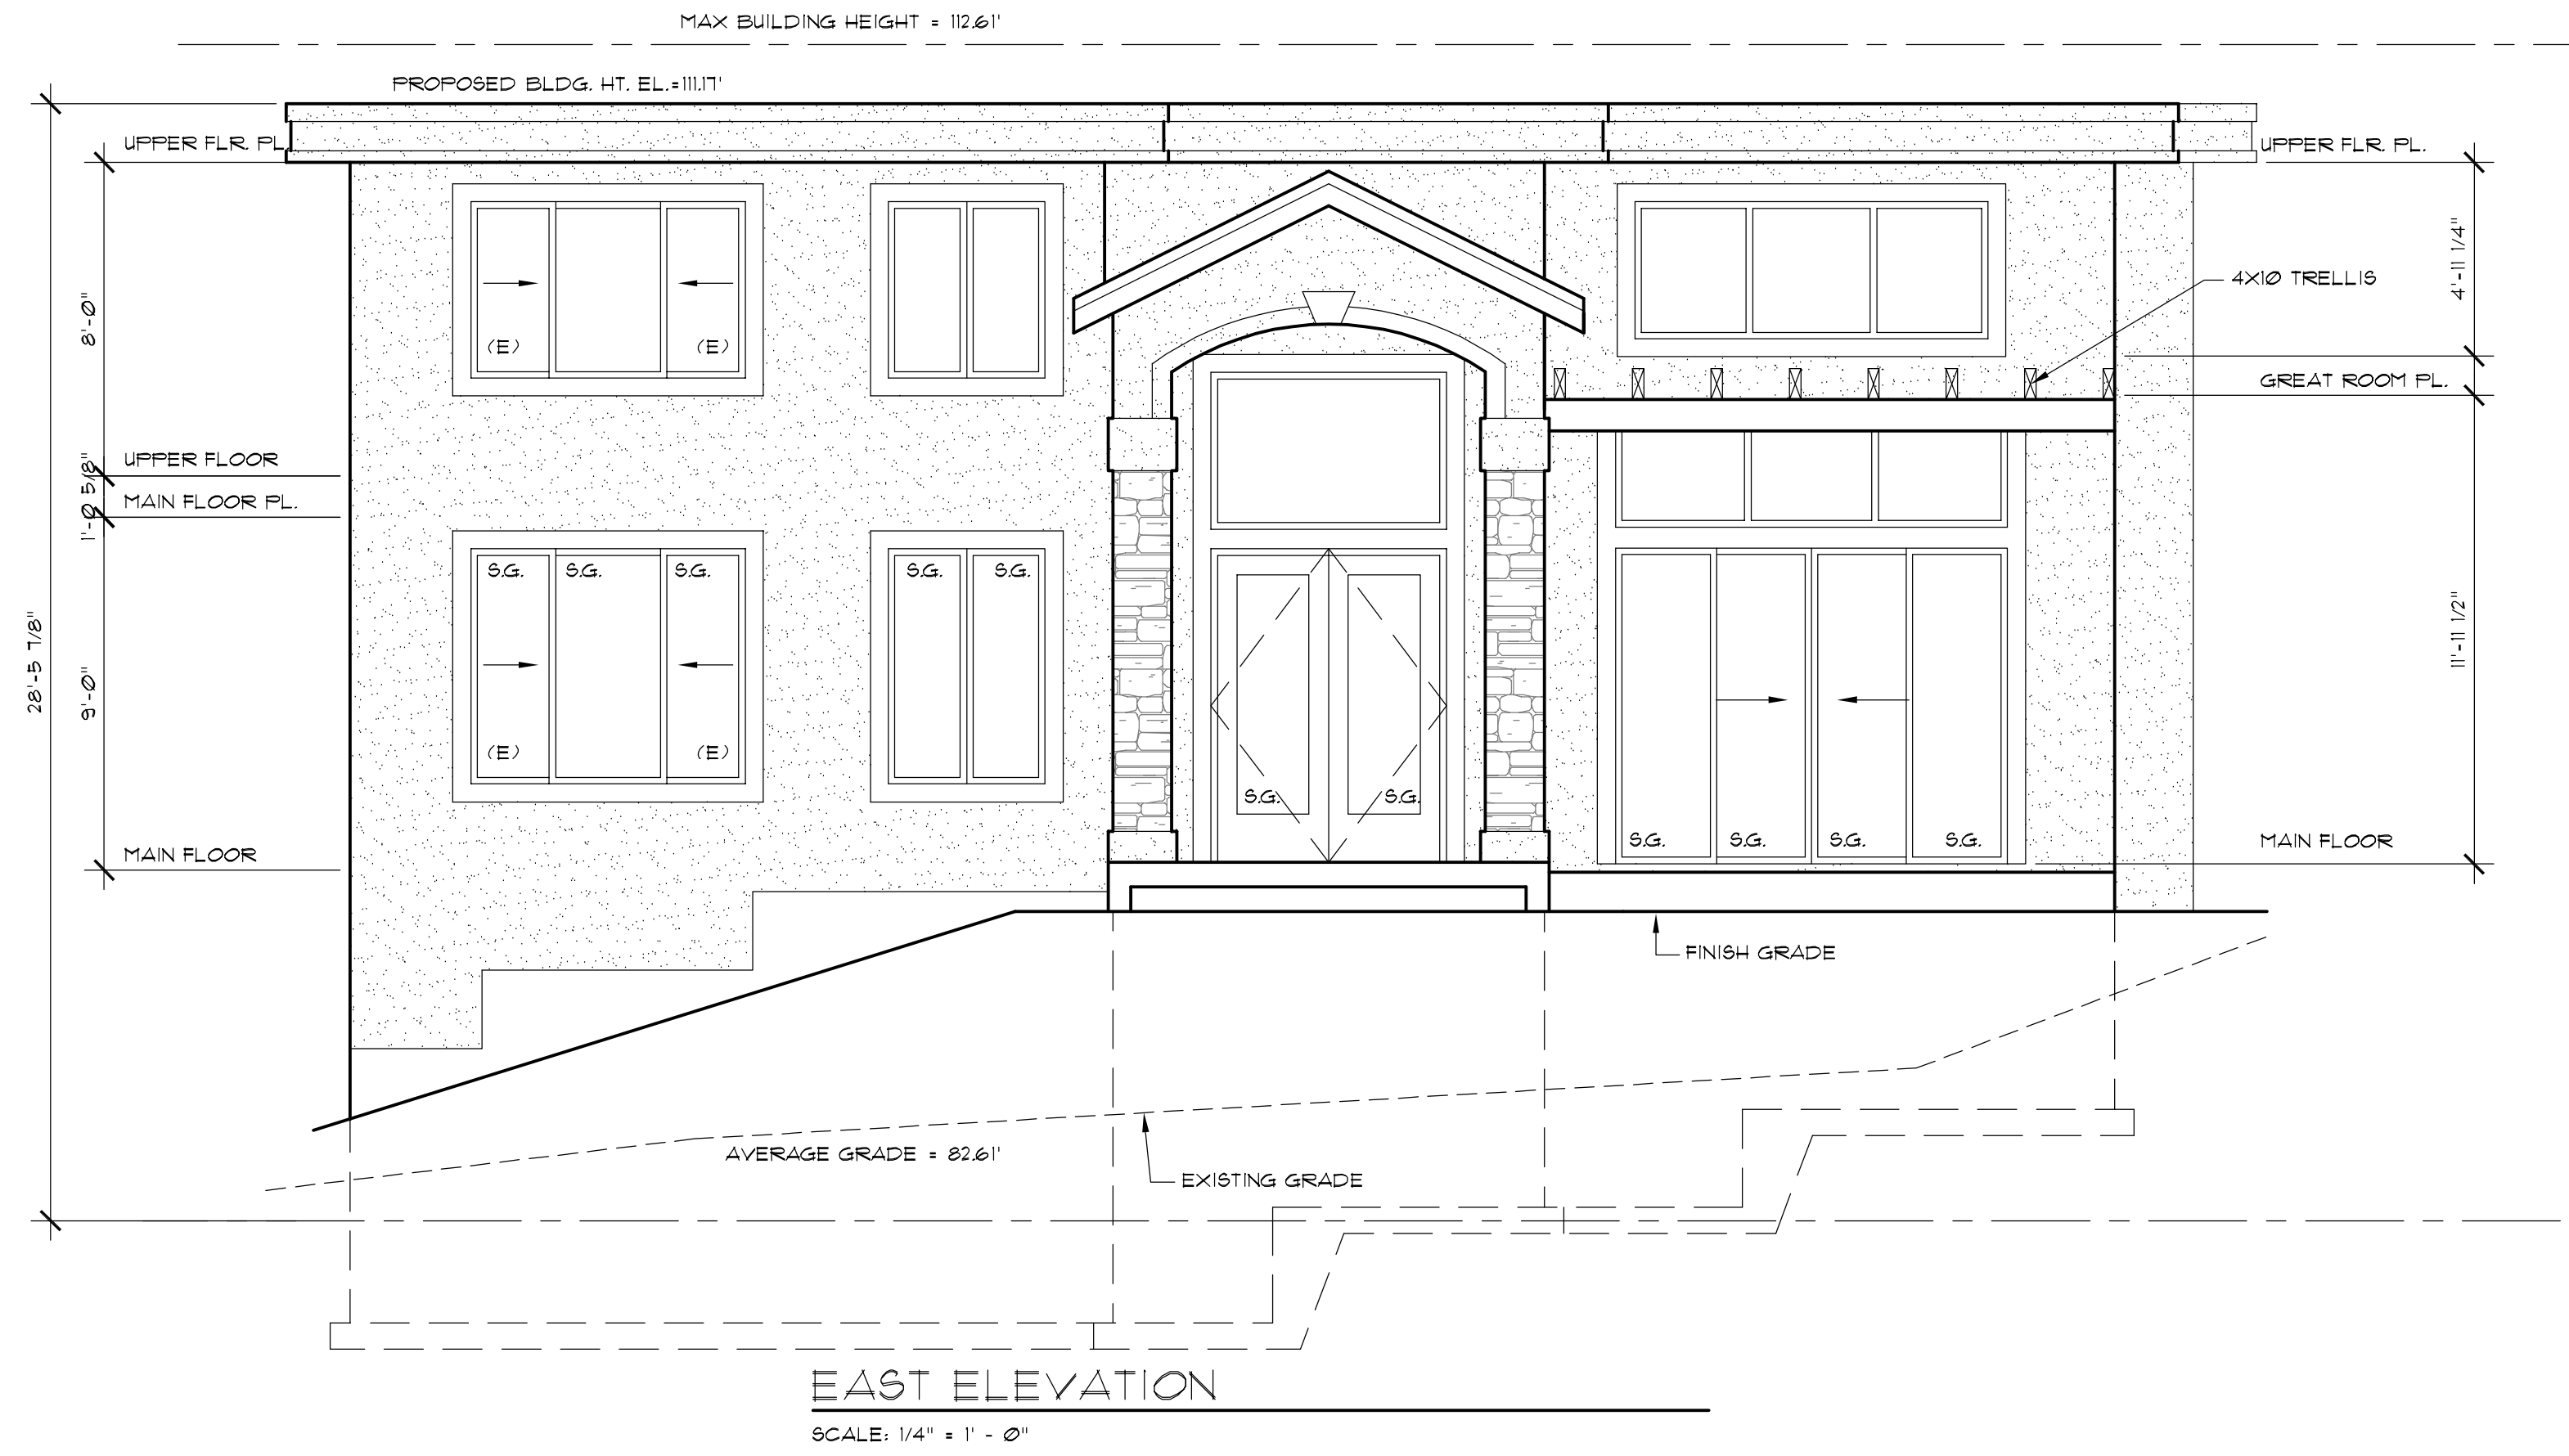 MAX BUILDING HEIGHT = 112.61'
PROPOSED BLDG. HT. EL.=111.17'
UPPER FLR. PL.
UPPER FLR. PL.
8'-0"
4'-11 1/4"
4X10 TRELLIS
(E)
(E)
GREAT ROOM PL.
UPPER FLOOR
1'-0 5/8"
MAIN FLOOR PL.
S.G.
S.G.
S.G.
S.G.
S.G.
28'-5 7/8"
9'-0"
11'-11 1/2"
(E)
(E)
S.G.
S.G.
S.G.
S.G.
S.G.
S.G.
MAIN FLOOR
MAIN FLOOR
FINISH GRADE
AVERAGE GRADE = 82.61'
EXISTING GRADE
EAST ELEVATION
SCALE: 1/4" = 1' - 0"